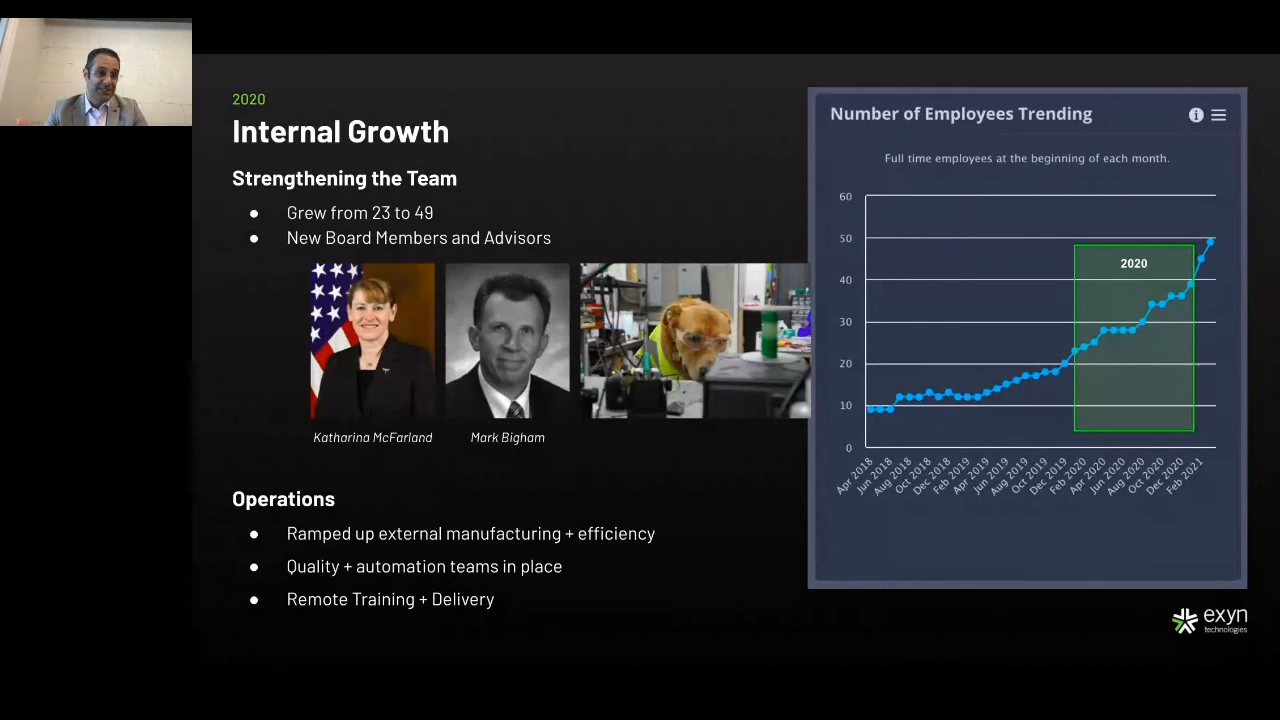 2020
Internal Growth
Strengthening the Team
● Grew from 23 to 49
● New Board Members and Advisors
Katharina McFarland
Mark Bigham
Operations
● Ramped up external manufacturing + efficiency
● Quality + automation teams in place
● Remote Training + Delivery
Number of Employees Trending
Full time employees at the beginning of each month.
60
50
40
30
20
10
0
2020
Apr 2018
Jun 2018
Aug 2018
Oct 2018
Dec 2018
Feb 2019
Apr 2019
Jun 2019
Aug 2019
Oct 2019
Dec 2019
Feb 2020
Apr 2020
Jun 2020
Aug 2020
Oct 2020
Dec 2020
Feb 2021
exyn
technologies